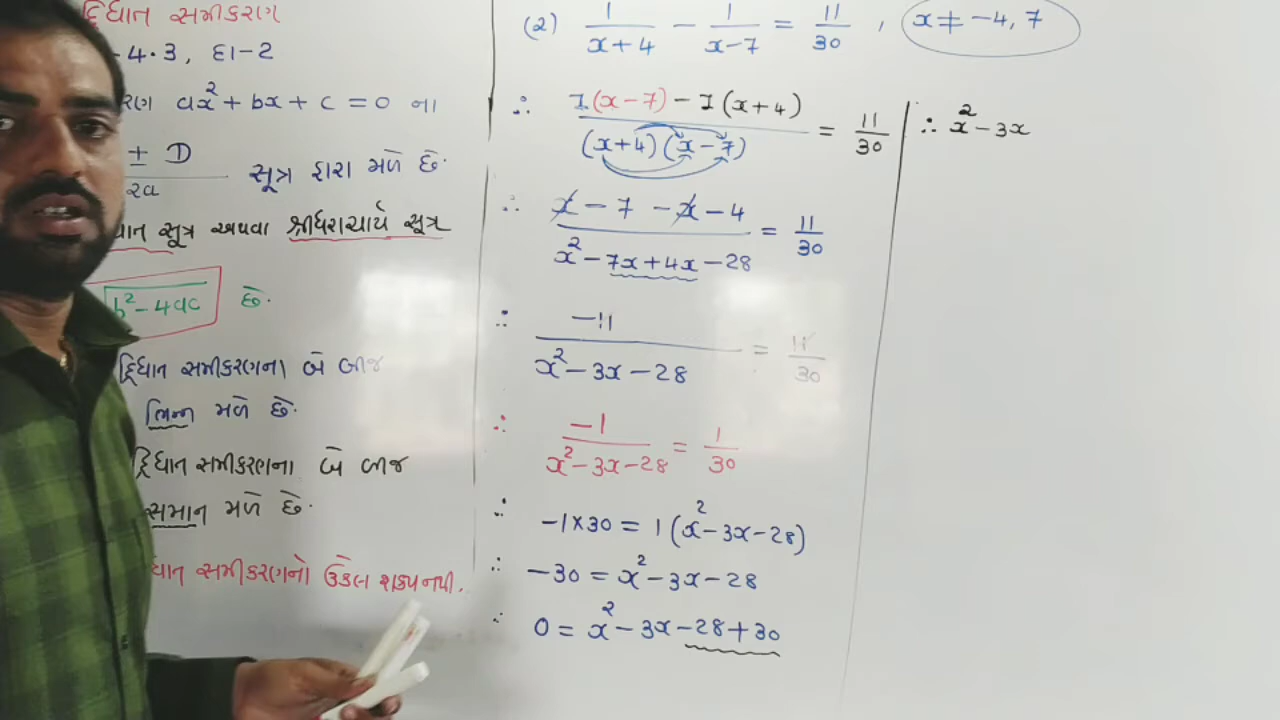 દ્વિઘાત સમીકરણ
4.3, દા-2
રણ ax² + bx + c = 0 ના
± D
2a
સૂત્ર દ્વારા મળે છે.
સૂત્ર અથવા શ્રીધરાચાર્ય સૂત્ર
b² - 4ac છે.
દ્વિઘાત સમીકરણના બે બીજ
ભિન્ન મળે છે.
દ્વિઘાત સમીકરણના બે બીજ
સમાન મળે છે.
સમીકરણનો ઉકેલ શક્ય નથી.
(2) 1/(x+4) - 1/(x-7) = 11/30 , x ≠ -4, 7
∴ (1(x-7) - 1(x+4))/((x+4)(x-7)) = 11/30
∴ (x - 7 - x - 4)/(x² - 7x + 4x - 28) = 11/30
∴ -11/(x² - 3x - 28) = 11/30
∴ -1/(x² - 3x - 28) = 1/30
∴ -1×30 = 1(x² - 3x - 28)
∴ -30 = x² - 3x - 28
∴ 0 = x² - 3x - 28 + 30
∴ x² - 3x